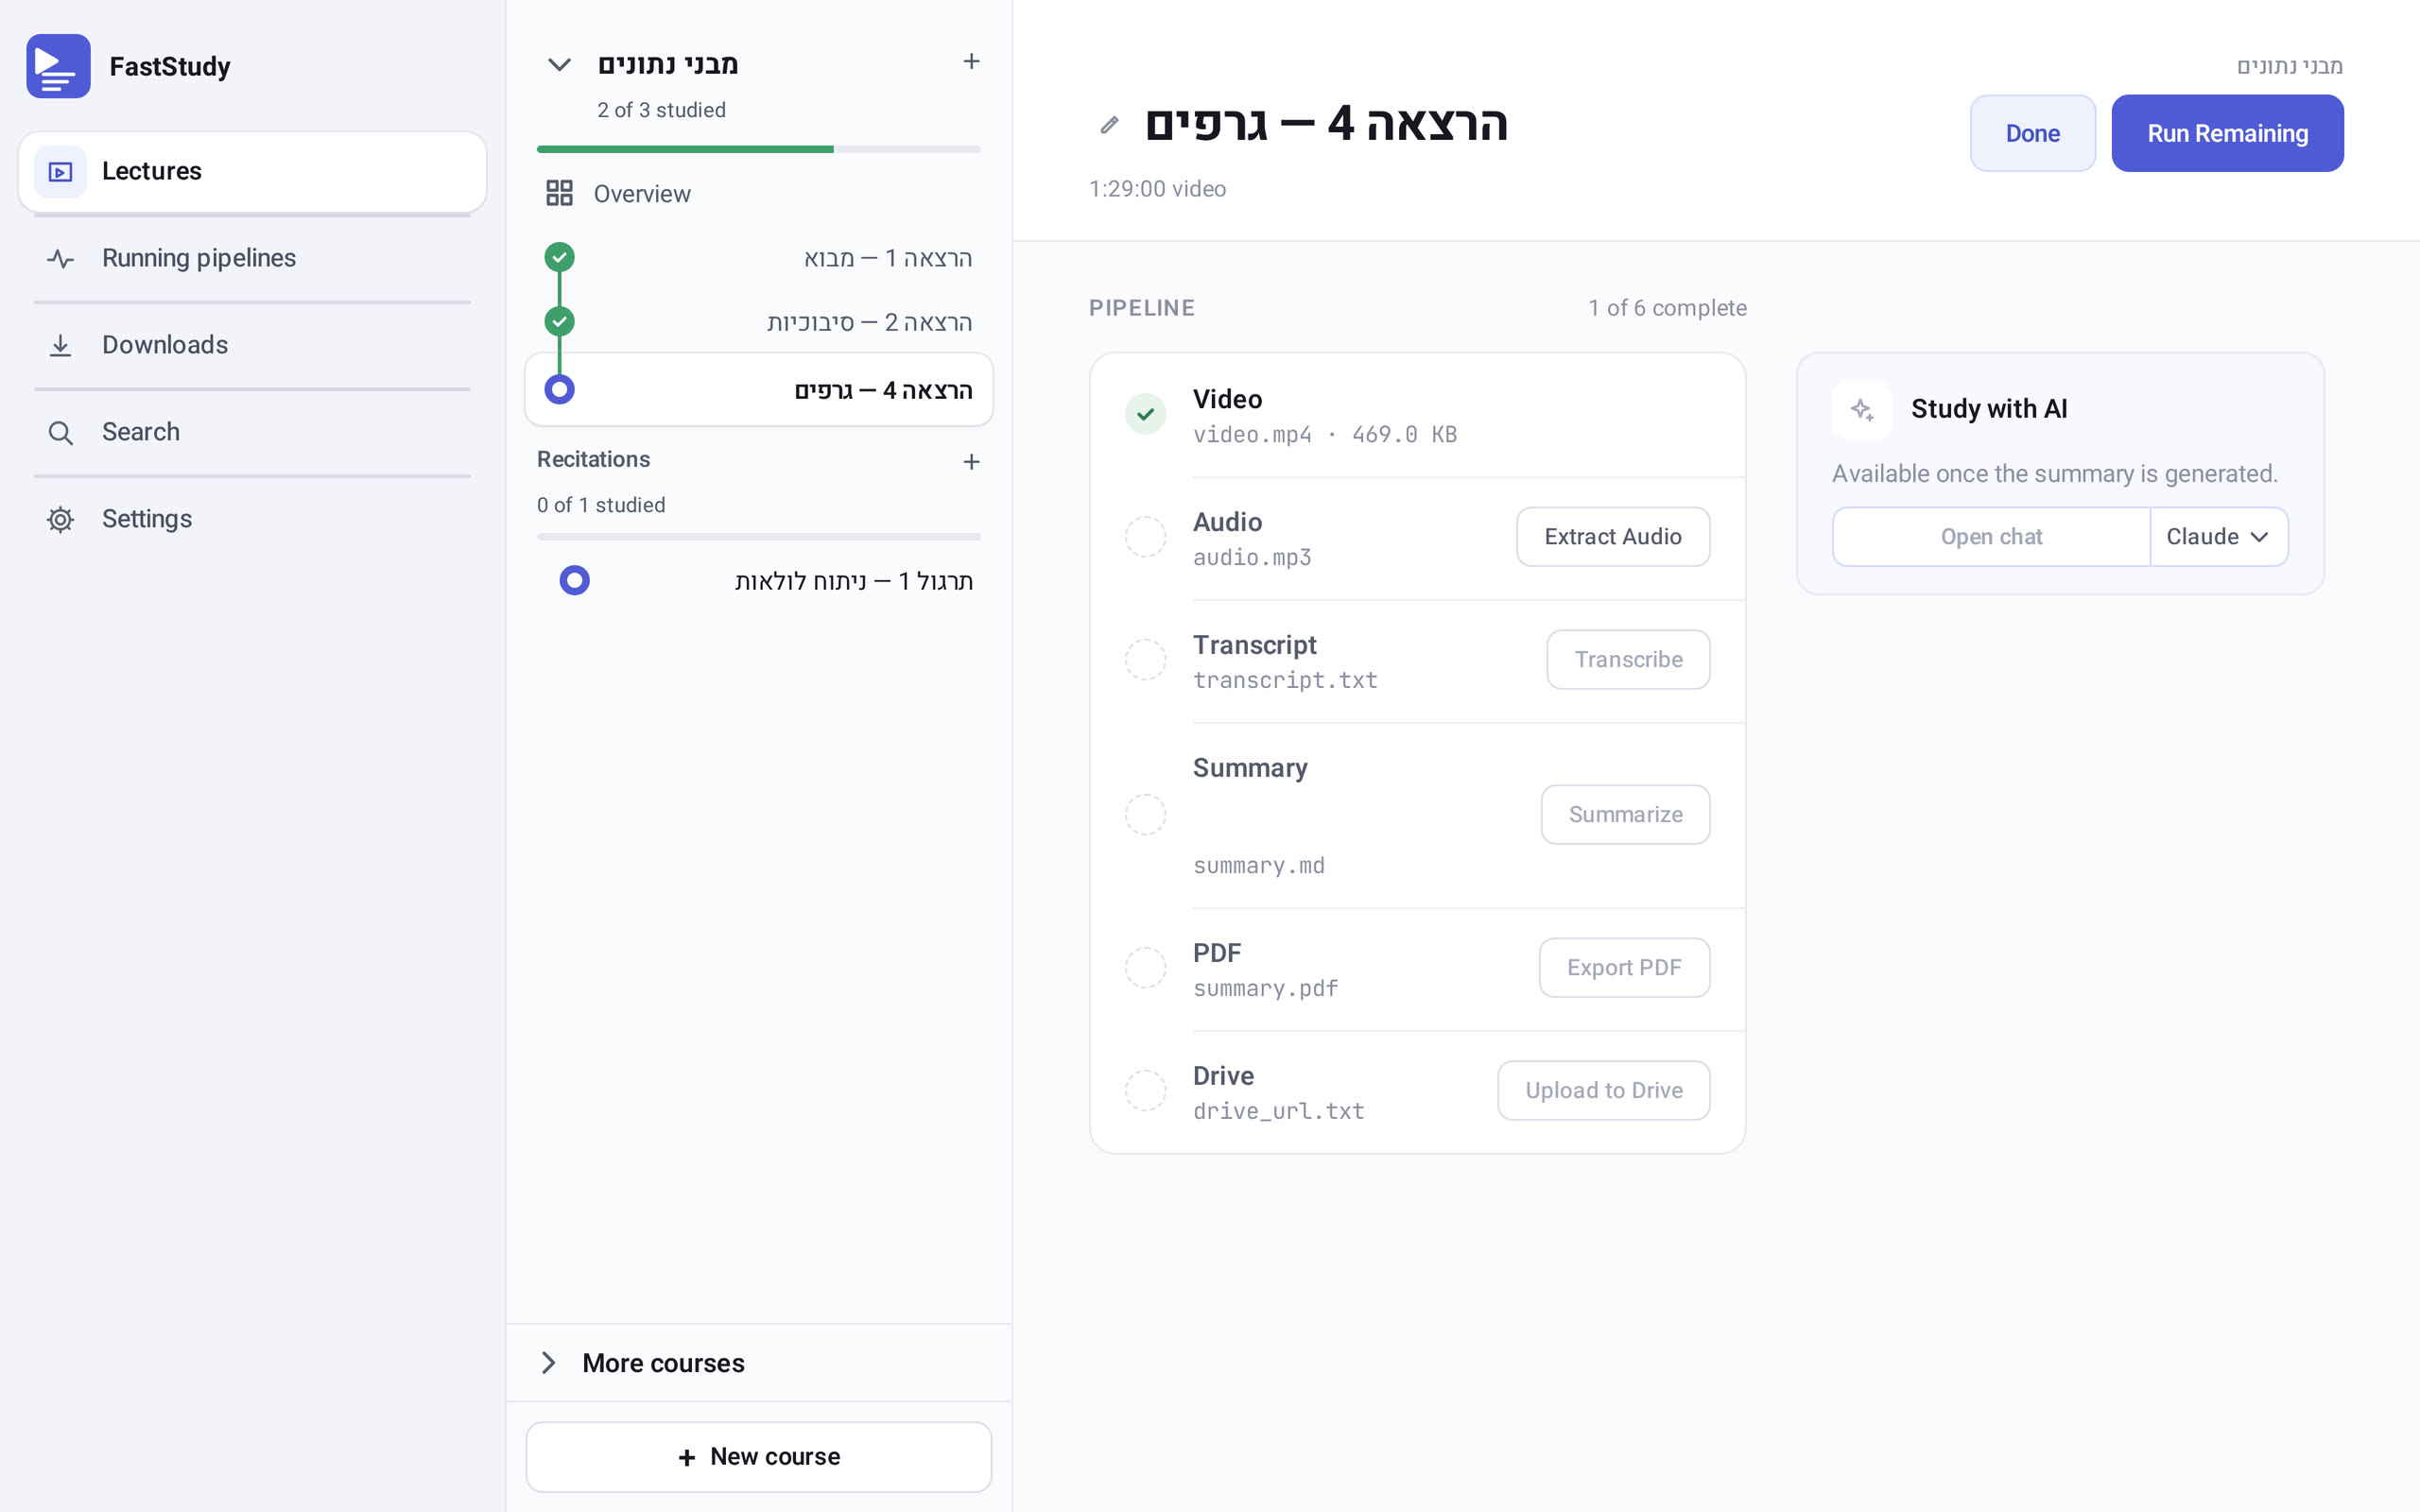 FastStudy
Lectures
Running pipelines
Downloads
Search
Settings
מבני נתונים
2 of 3 studied
Overview
הרצאה 1 — מבוא
הרצאה 2 — סיבוכיות
הרצאה 4 — גרפים
Recitations
0 of 1 studied
תרגול 1 — ניתוח לולאות
More courses
+ New course
מבני נתונים
הרצאה 4 — גרפים
Done
Run Remaining
1:29:00 video
PIPELINE
1 of 6 complete
Video
video.mp4 · 469.0 KB
Audio
audio.mp3
Extract Audio
Transcript
transcript.txt
Transcribe
Summary
summary.md
Summarize
PDF
summary.pdf
Export PDF
Drive
drive_url.txt
Upload to Drive
Study with AI
Available once the summary is generated.
Open chat
Claude